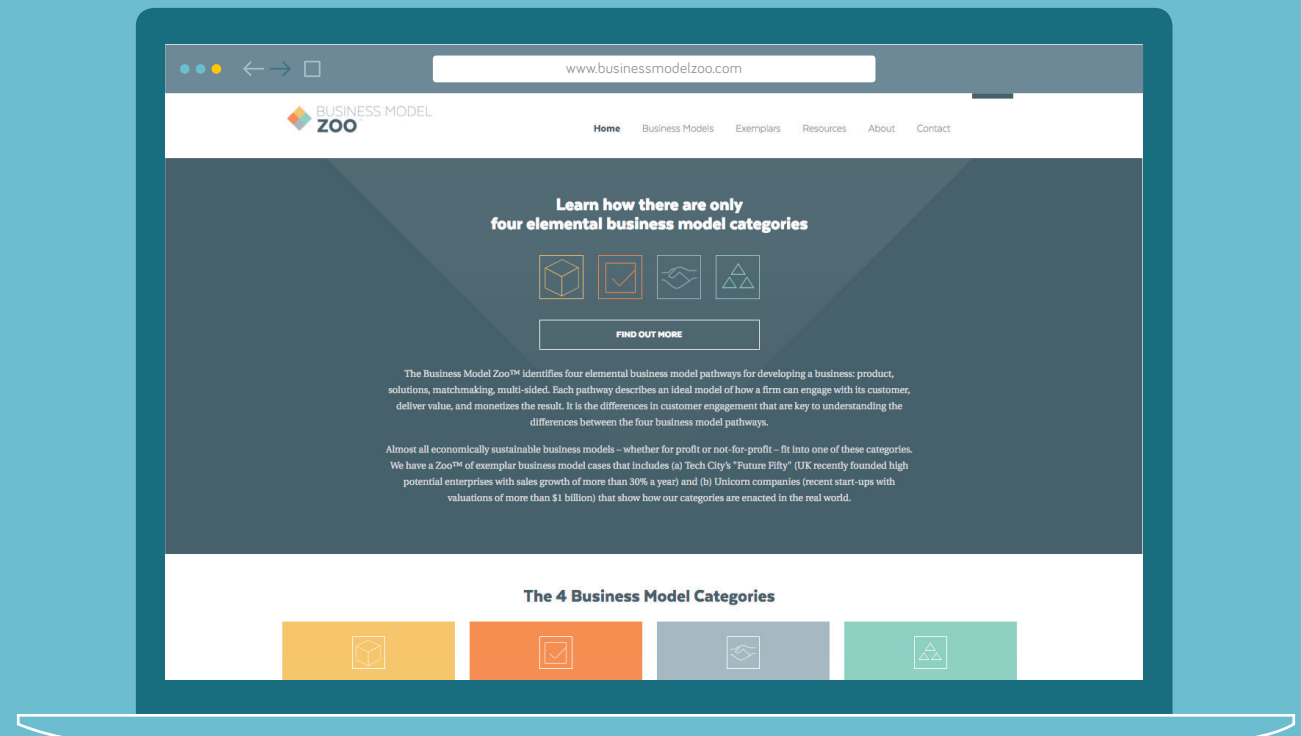 www.businessmodelzoo.com
BUSINESS MODEL
ZOO™
Home Business Models Exemplars Resources About Contact
Learn how there are only
four elemental business model categories
FIND OUT MORE
The Business Model Zoo™ identifies four elemental business model pathways for developing a business: product,
solutions, matchmaking, multi-sided. Each pathway describes an ideal model of how a firm can engage with its customer,
deliver value, and monetizes the result. It is the differences in customer engagement that are key to understanding the
differences between the four business model pathways.
Almost all economically sustainable business models – whether for profit or not-for-profit – fit into one of these categories.
We have a Zoo™ of exemplar business model cases that includes (a) Tech City's "Future Fifty" (UK recently founded high
potential enterprises with sales growth of more than 30% a year) and (b) Unicorn companies (recent start-ups with
valuations of more than $1 billion) that show how our categories are enacted in the real world.
The 4 Business Model Categories